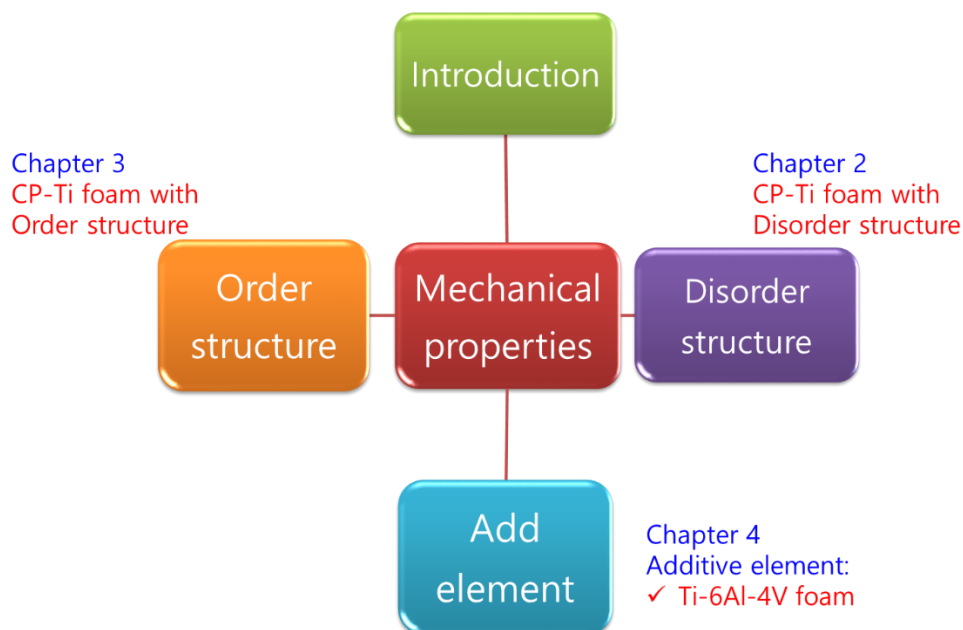 Introduction
Chapter 3
CP-Ti foam with
Order structure
Chapter 2
CP-Ti foam with
Disorder structure
Order
structure
Mechanical
properties
Disorder
structure
Add
element
Chapter 4
Additive element:
✓ Ti-6Al-4V foam